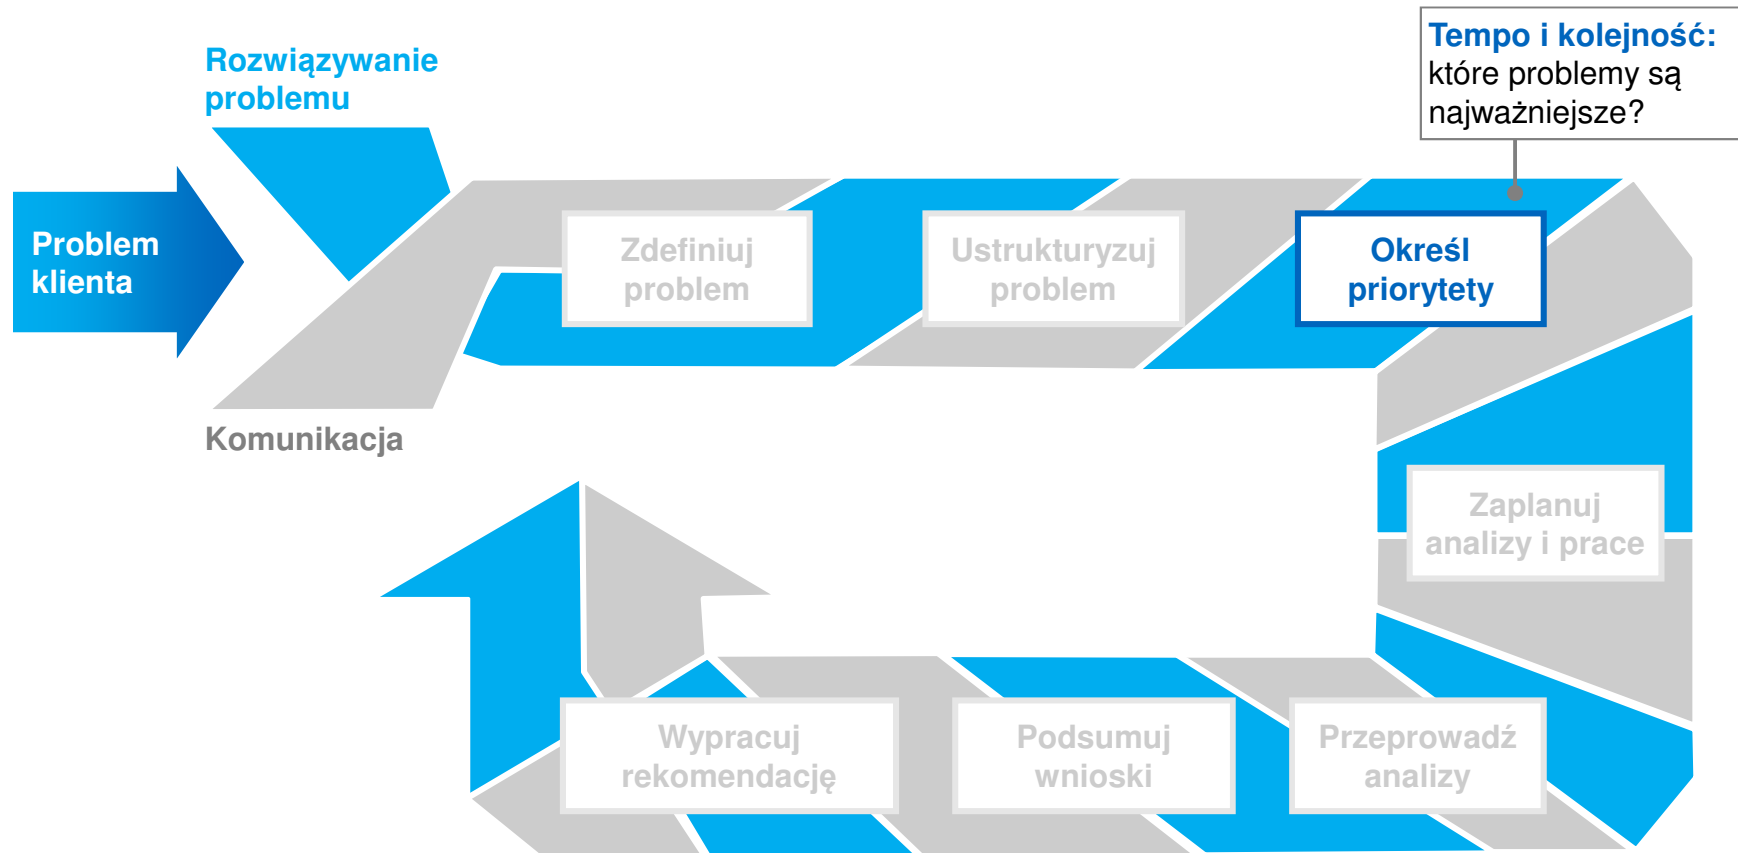 Rozwiązywanie
problemu
Tempo i kolejność:
które problemy są
najważniejsze?
Problem
klienta
Zdefiniuj
problem
Ustrukturyzuj
problem
Określ
priorytety
Komunikacja
Zaplanuj
analizy i prace
Wypracuj
rekomendację
Podsumuj
wnioski
Przeprowadź
analizy